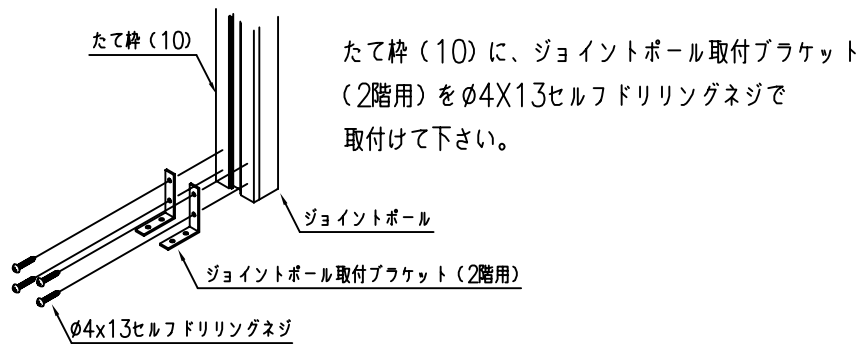 たて枠（10）
たて枠（10）に、ジョイントポール取付ブラケット
（2階用）をφ4X13セルフドリリングネジで
取付けて下さい。
ジョイントポール
ジョイントポール取付ブラケット（2階用）
φ4x13セルフドリリングネジ